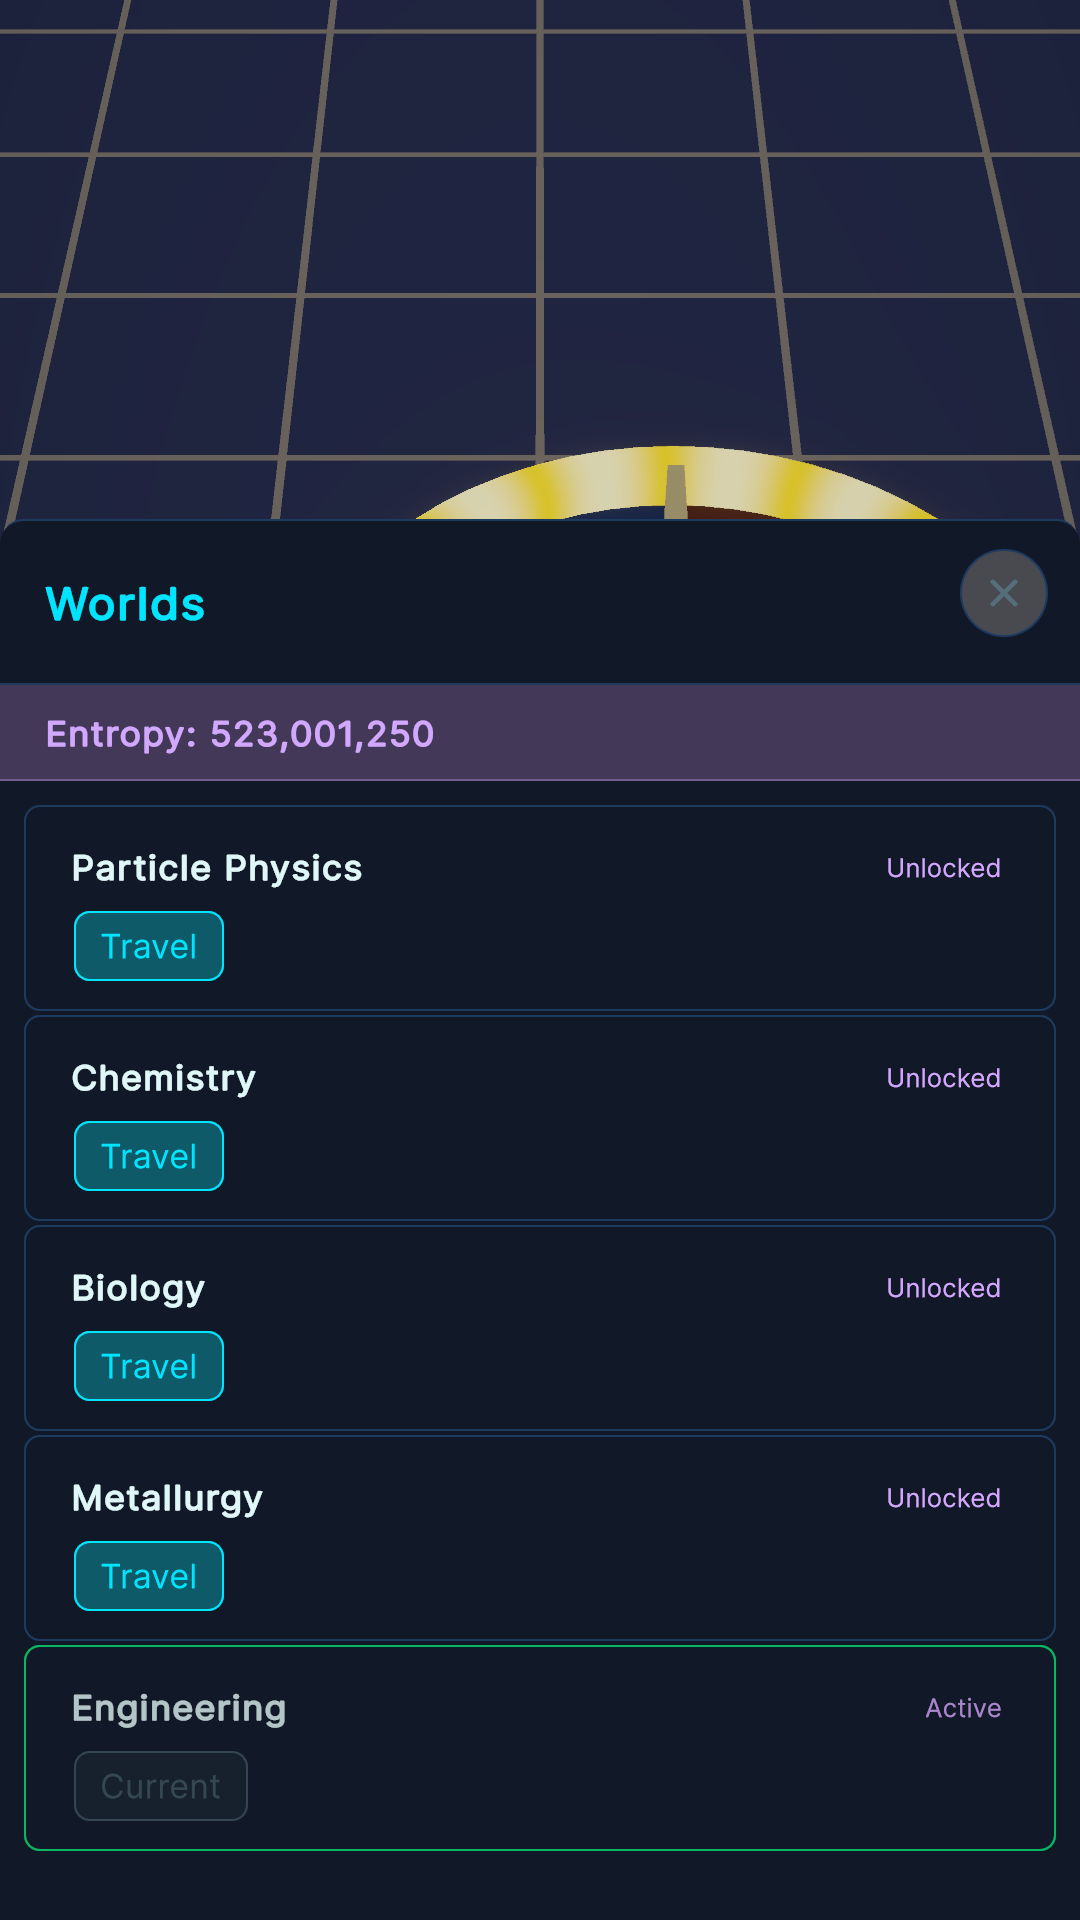 Worlds
Entropy: 523,001,250
Particle Physics
Unlocked
Travel
Chemistry
Unlocked
Travel
Biology
Unlocked
Travel
Metallurgy
Unlocked
Travel
Engineering
Active
Current